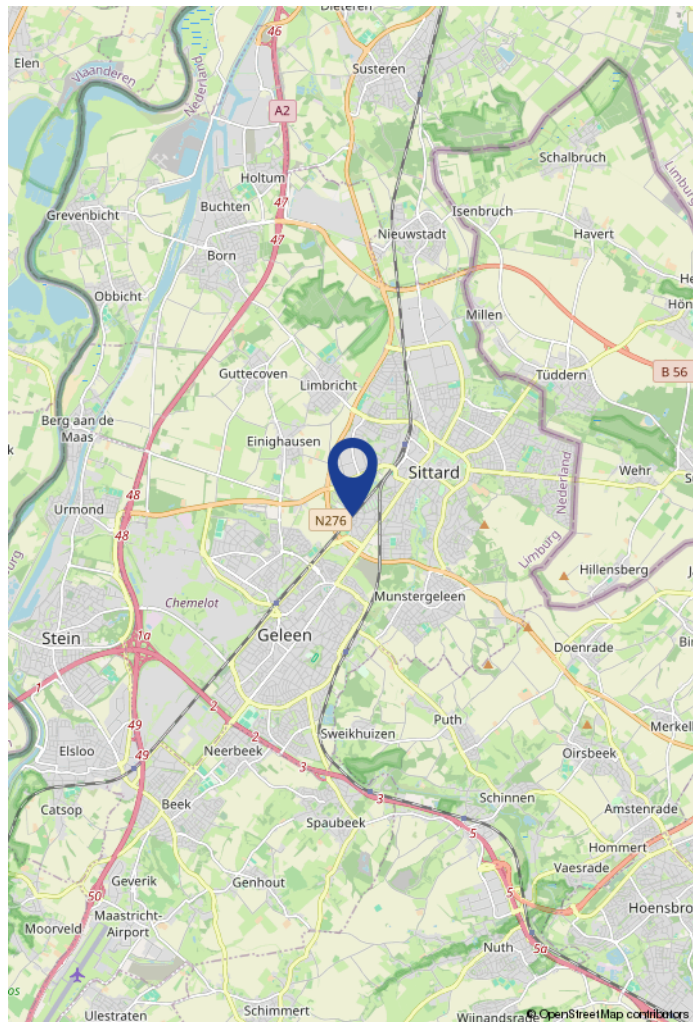 Dieteren
46
Elen
Vlaanderen
Nederland
Susteren
A2
Schalbruch
Limburg
Holtum
47
Buchten
Grevenbicht
Isenbruch
47
Nieuwstadt
Havert
Born
Obbicht
Millen
Guttecoven
Limbricht
Tüddern
B 56
Berg aan de
Maas
Einighausen
Sittard
Wehr
48
Urmond
N276
48
Nederland
Limburg
Hillensberg
Chemelot
Munstergeleen
Stein
1a
Geleen
Doenrade
1
2
49
2
Puth
Sweikhuizen
Merkel
Elsloo
49
Neerbeek
3
Oirsbeek
3
Schinnen
Catsop
Beek
Spaubeek
5
Amstenrade
Hommert
Vaesrade
Geverik
Genhout
50
5
Maastricht-
Airport
Hoensbro
Moorveld
Nuth
5a
Ulestraten
Schimmert
Wijnandsra
© OpenStreetMap contributors